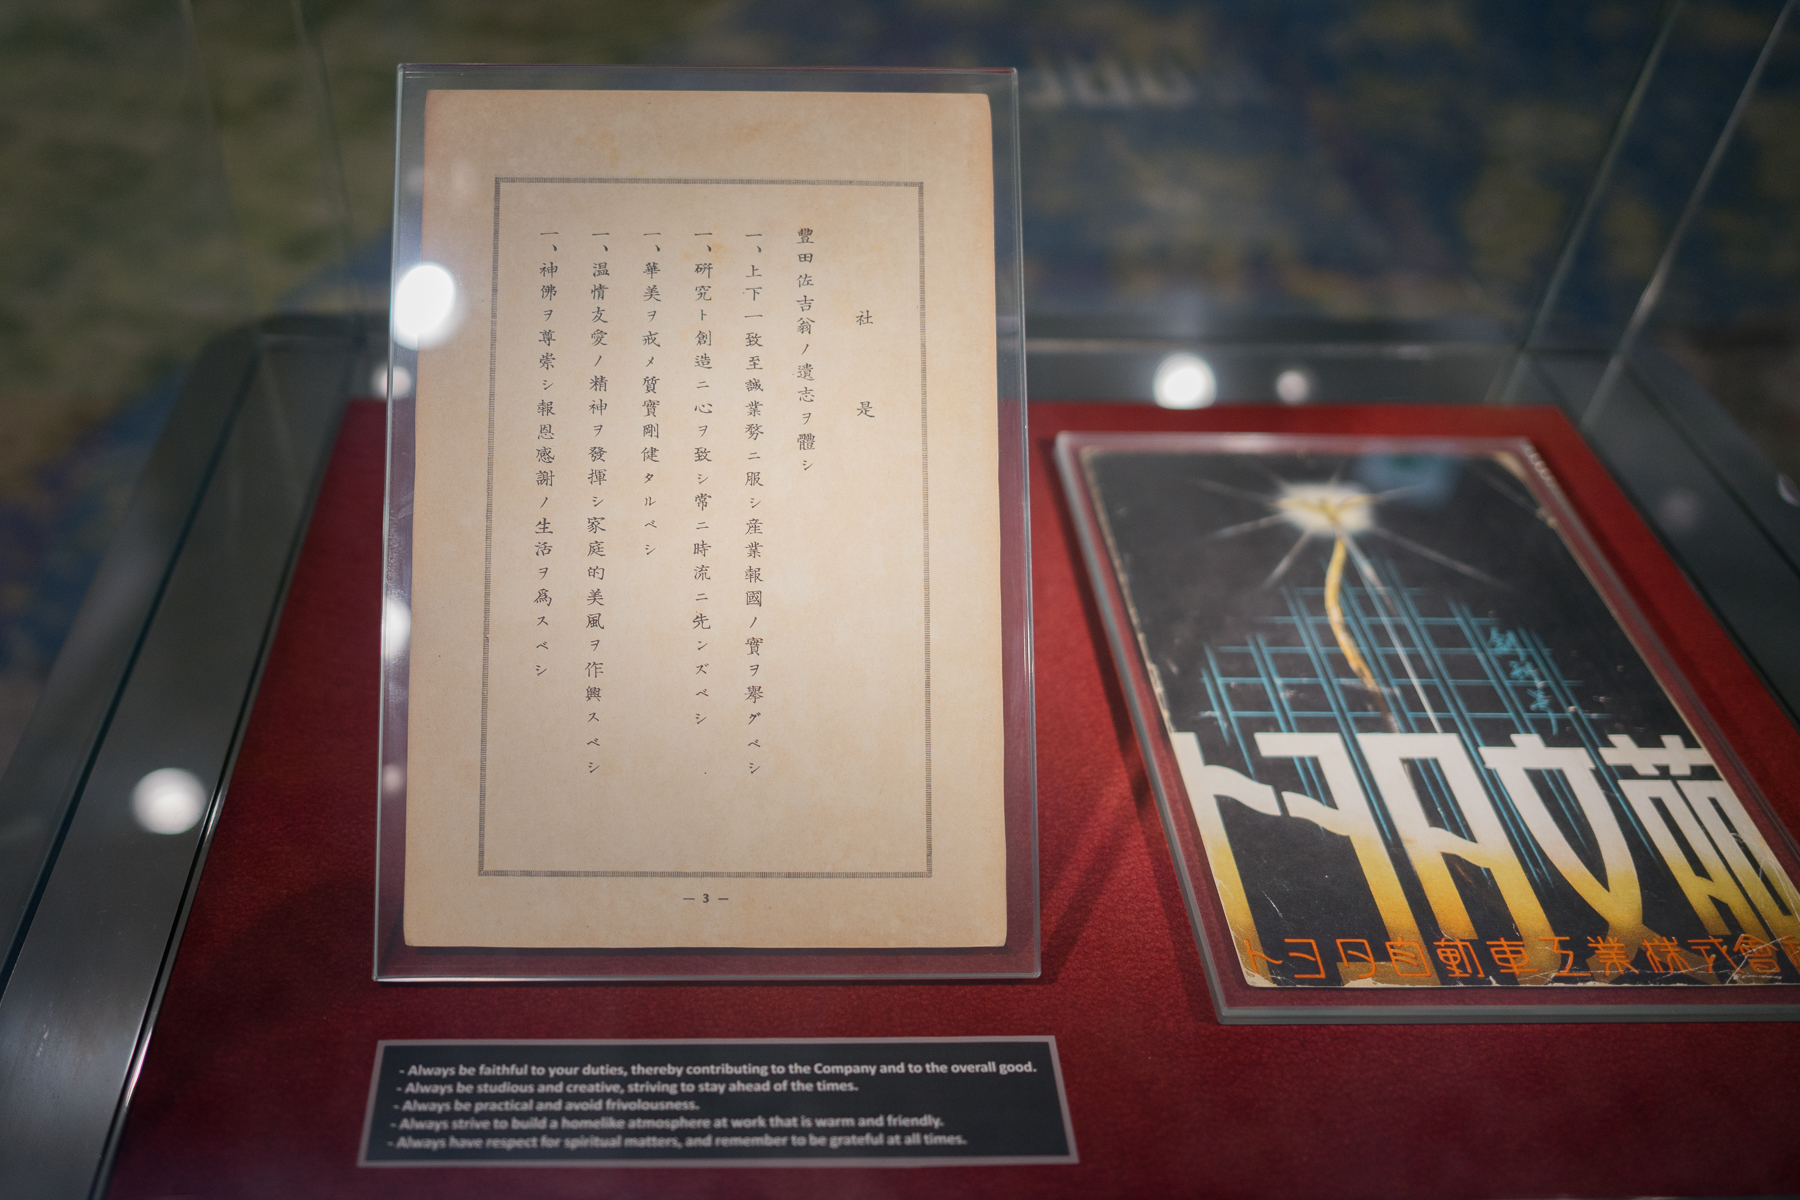 社是
豐田佐吉翁ノ遺志ヲ體シ
一、上下一致至誠業務ニ服シ産業報國ノ實ヲ擧グベシ
一、硏究ト創造ニ心ヲ致シ常ニ時流ニ先ンズベシ
一、華美ヲ戒メ質實剛健タルベシ
一、温情友愛ノ精神ヲ發揮シ家庭的美風ヲ作興スベシ
一、神佛ヲ尊崇シ報恩感謝ノ生活ヲ爲スベシ
— 3 —
トヨタ文苑
トヨタ自動車工業株式會
- Always be faithful to your duties, thereby contributing to the Company and to the overall good.
- Always be studious and creative, striving to stay ahead of the times.
- Always be practical and avoid frivolousness.
- Always strive to build a homelike atmosphere at work that is warm and friendly.
- Always have respect for spiritual matters, and remember to be grateful at all times.